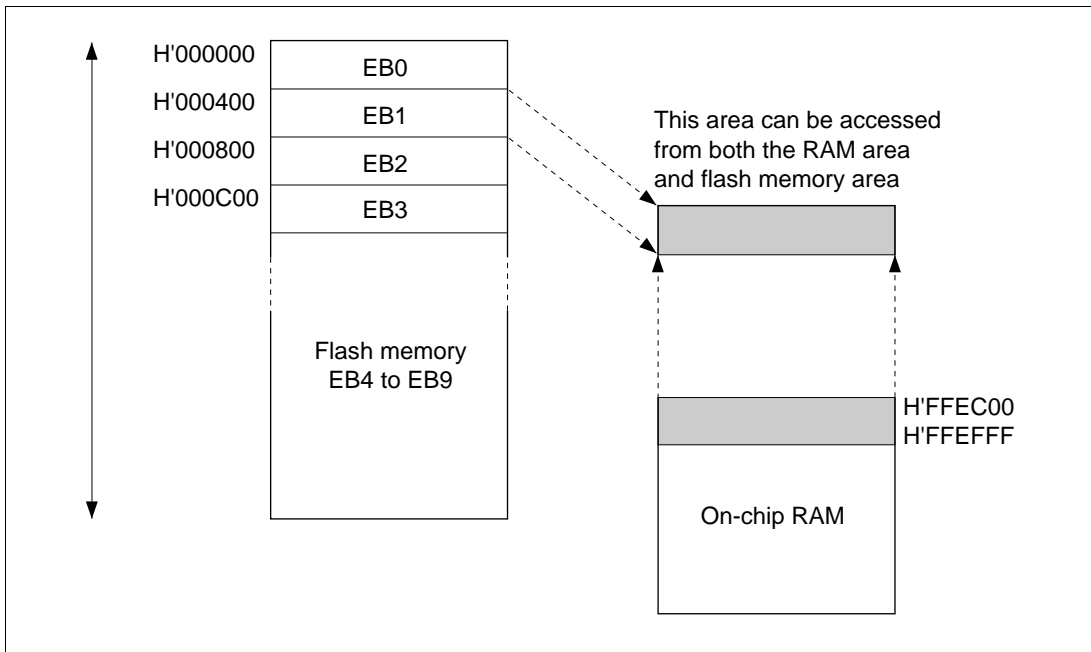 H'000000
EB0
H'000400
EB1
H'000800
EB2
H'000C00
EB3
This area can be accessed
from both the RAM area
and flash memory area
Flash memory
EB4 to EB9
H'FFEC00
H'FFEFFF
On-chip RAM